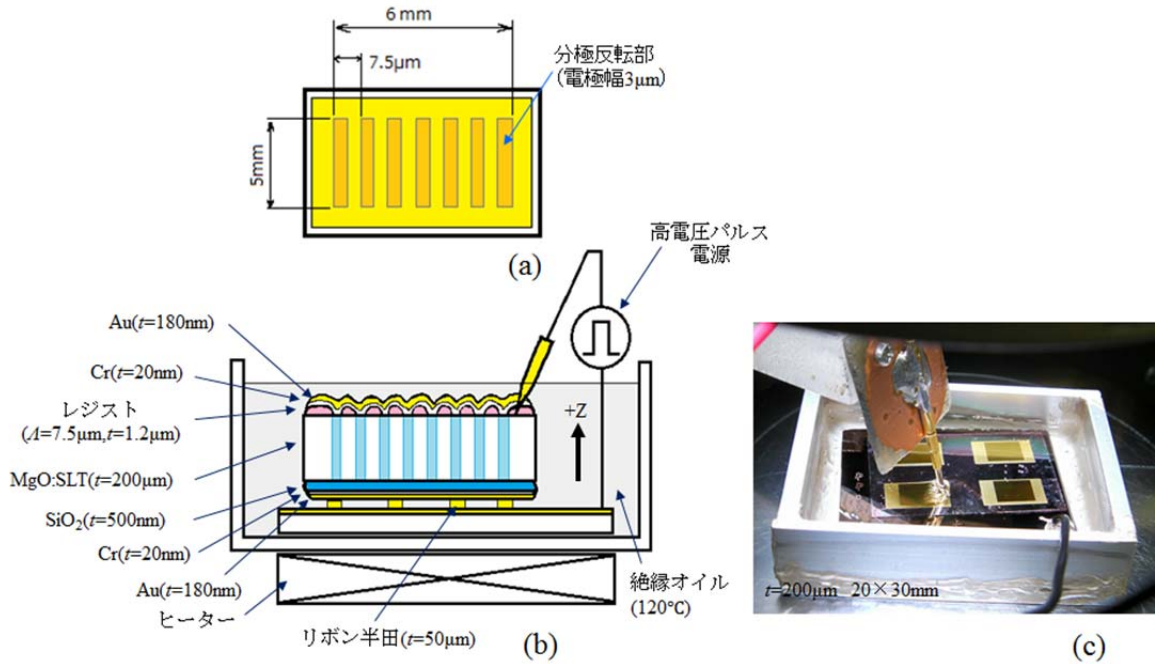 6 mm
7.5μm
分極反転部
(電極幅3μm)
5mm
(a)
高電圧パルス
電源
Au(t=180nm)
Cr(t=20nm)
レジスト
(Λ=7.5μm,t=1.2μm)
+Z
MgO:SLT(t=200μm)
SiO₂(t=500nm)
Cr(t=20nm)
Au(t=180nm)
ヒーター
リボン半田(t=50μm)
(b)
絶縁オイル
(120℃)
t=200μm 20×30mm
(c)